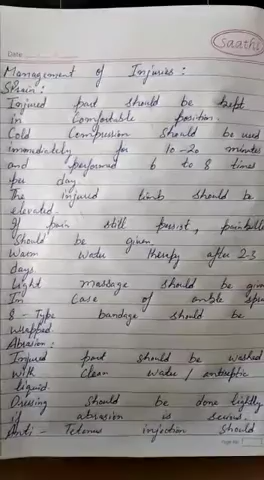 Date
Saathi
Management of Injuries:
Sprain:
Injured part should be kept
in comfortable position.
Cold Compression should be used
immediately for 10-20 minutes
and performed 6 to 8 times
per day
The injured limb should be
elevated.
If pain still persist, painkiller
should be given
Warm water therapy after 2-3
days.
Light massage should be given
In case of ankle
8-Type bandage should be
wrapped.
Abrasion:
Injured part should be washed
with clean water / antiseptic
liquid.
Dressing should be done lightly
if abrasion is serious.
Anti-Tetanus injection should